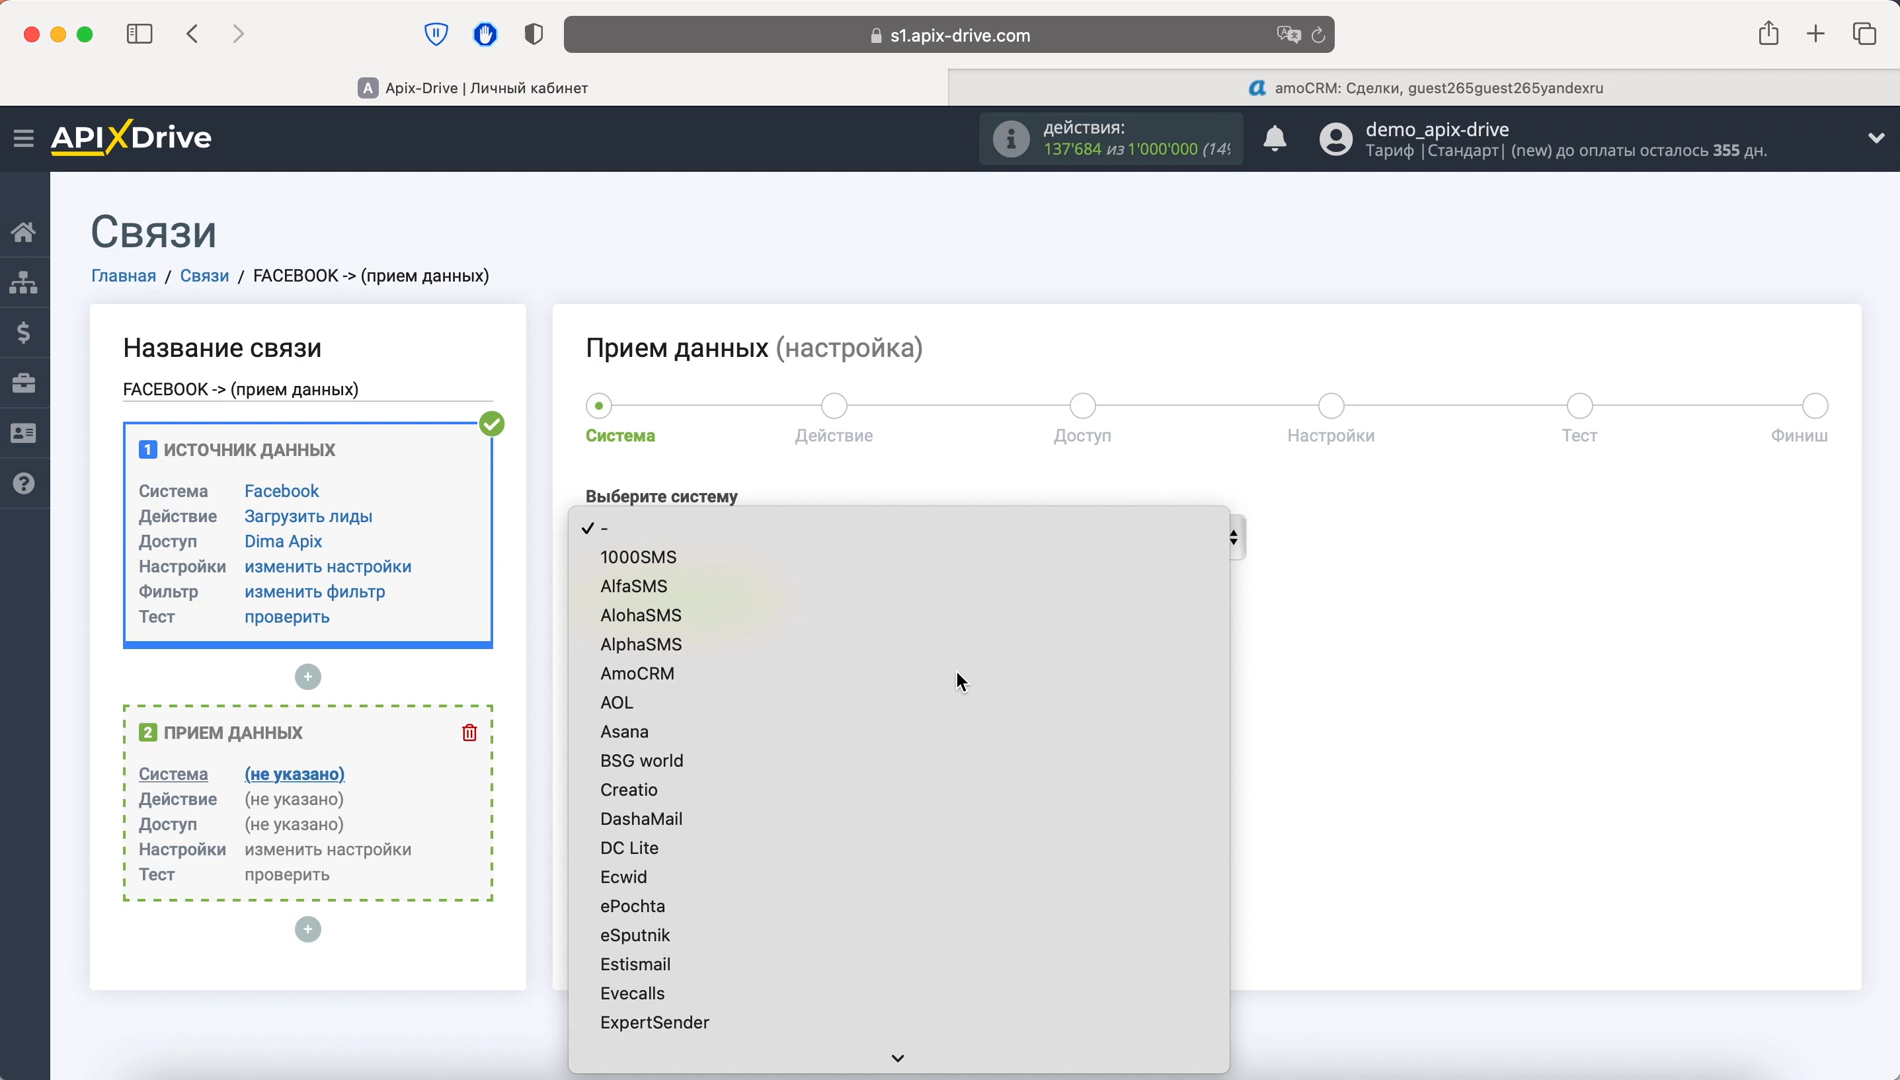 s1.apix-drive.com
A Apix-Drive | Личный кабинет
amoCRM: Сделки, guest265guest265yandexru
APIXDrive
действия:
137'684 из 1'000'000 (14%
demo_apix-drive
Тариф |Стандарт| (new) до оплаты осталось 355 дн.
Связи
Главная / Связи / FACEBOOK -> (прием данных)
Название связи
FACEBOOK -> (прием данных)
1 ИСТОЧНИК ДАННЫХ
Система Facebook
Действие Загрузить лиды
Доступ Dima Apix
Настройки изменить настройки
Фильтр изменить фильтр
Тест проверить
2 ПРИЕМ ДАННЫХ
Система (не указано)
Действие (не указано)
Доступ (не указано)
Настройки изменить настройки
Тест проверить
Прием данных (настройка)
Система Действие Доступ Настройки Тест Финиш
Выберите систему
-
1000SMS
AlfaSMS
AlohaSMS
AlphaSMS
AmoCRM
AOL
Asana
BSG world
Creatio
DashaMail
DC Lite
Ecwid
ePochta
eSputnik
Estismail
Evecalls
ExpertSender